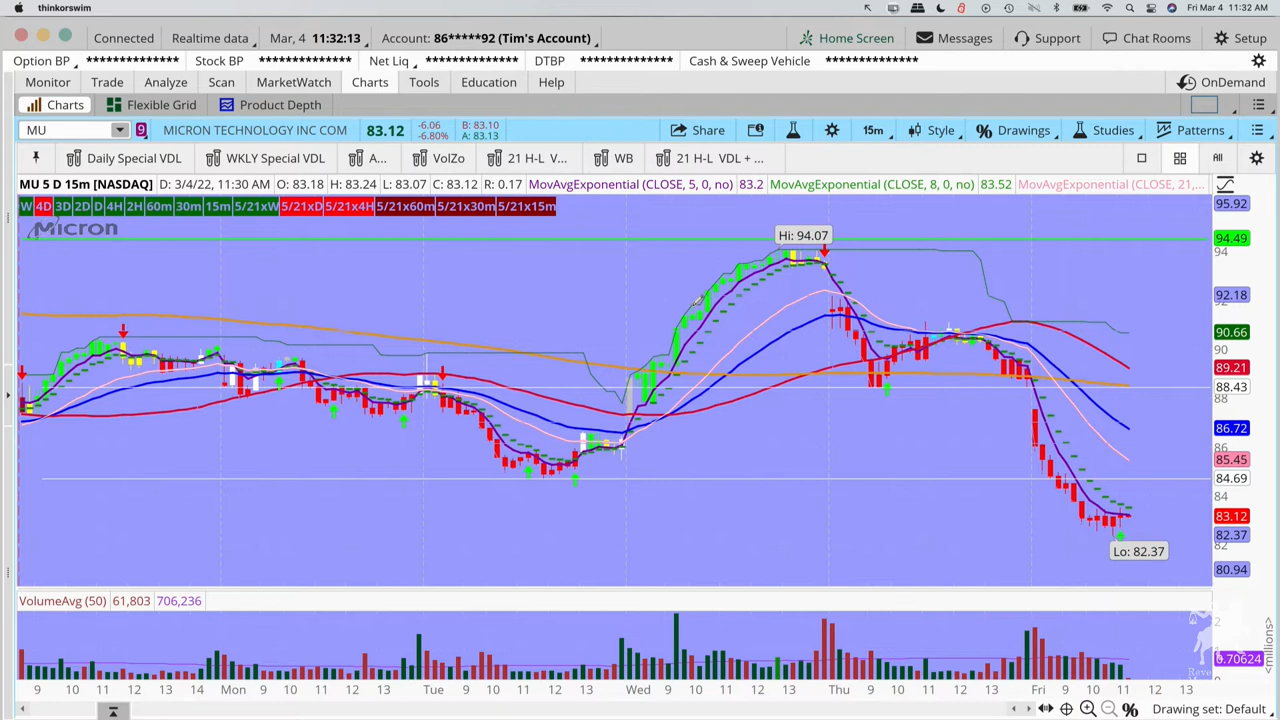 thinkorswim Fri Mar 4 11:32 AM
Connected Realtime data Mar, 4 11:32:13 Account: 86*****92 (Tim's Account) Home Screen Messages Support Chat Rooms Setup
Option BP ************* Stock BP ************* Net Liq ************* DTBP ************* Cash & Sweep Vehicle *************
Monitor Trade Analyze Scan MarketWatch Charts Tools Education Help OnDemand
Charts Flexible Grid Product Depth
MU 9 MICRON TECHNOLOGY INC COM 83.12 -6.06 B: 83.10 Share 15m Style Drawings Studies Patterns
-6.80% A: 83.13
Daily Special VDL WKLY Special VDL A... VolZo 21 H-L V... WB 21 H-L VDL + ... All
MU 5 D 15m [NASDAQ] D: 3/4/22, 11:30 AM O: 83.18 H: 83.24 L: 83.07 C: 83.12 R: 0.17 MovAvgExponential (CLOSE, 5, 0, no) 83.2 MovAvgExponential (CLOSE, 8, 0, no) 83.52 MovAvgExponential (CLOSE, 21,...
W 4D 3D 2D D 4H 2H 60m 30m 15m 5/21xW 5/21xD 5/21x4H 5/21x60m 5/21x30m 5/21x15m
95.92
Micron
Hi: 94.07
94.49
94
92.18
90.66
90
89.21
88.43
88
86.72
86
85.45
84.69
84
83.12
82.37
82
Lo: 82.37
80.94
VolumeAvg (50) 61,803 706,236
2
0.70624
<millions>
Reve
9 10 11 12 13 Mon 9 10 11 12 13 Tue 9 10 11 12 13 Wed 9 10 11 12 13 Thu 9 10 11 12 13 Fri 9 10 11 12 13
Drawing set: Default